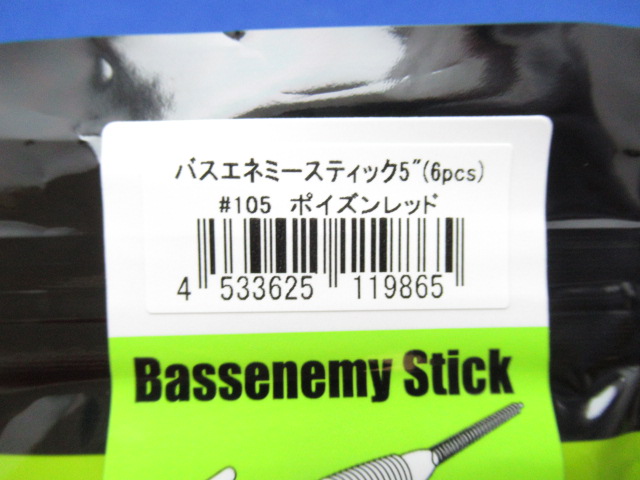 バスエネミースティック5"(6pcs)
#105 ポイズンレッド
4 533625 119865
Bassenemy Stick